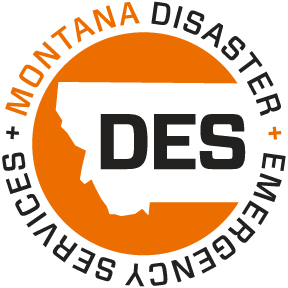 MONTANA DISASTER + EMERGENCY SERVICES +
DES